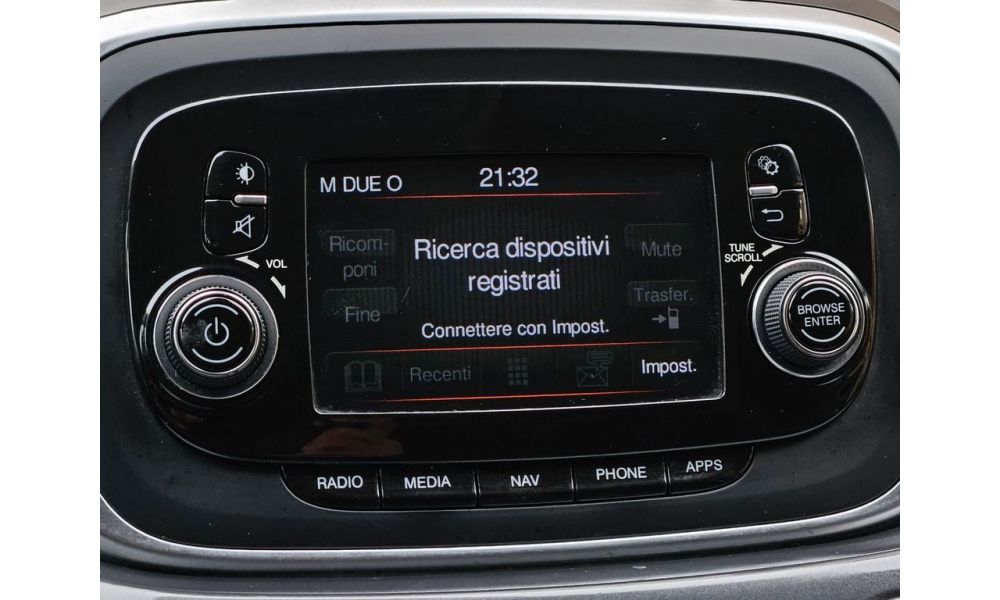 M DUE O 21:32
Ricom-
poni
Fine
Ricerca dispositivi
registrati
Connettere con Impost.
Mute
Trasfer.
Recenti
Impost.
VOL
TUNE
SCROLL
BROWSE
ENTER
RADIO MEDIA NAV PHONE APPS